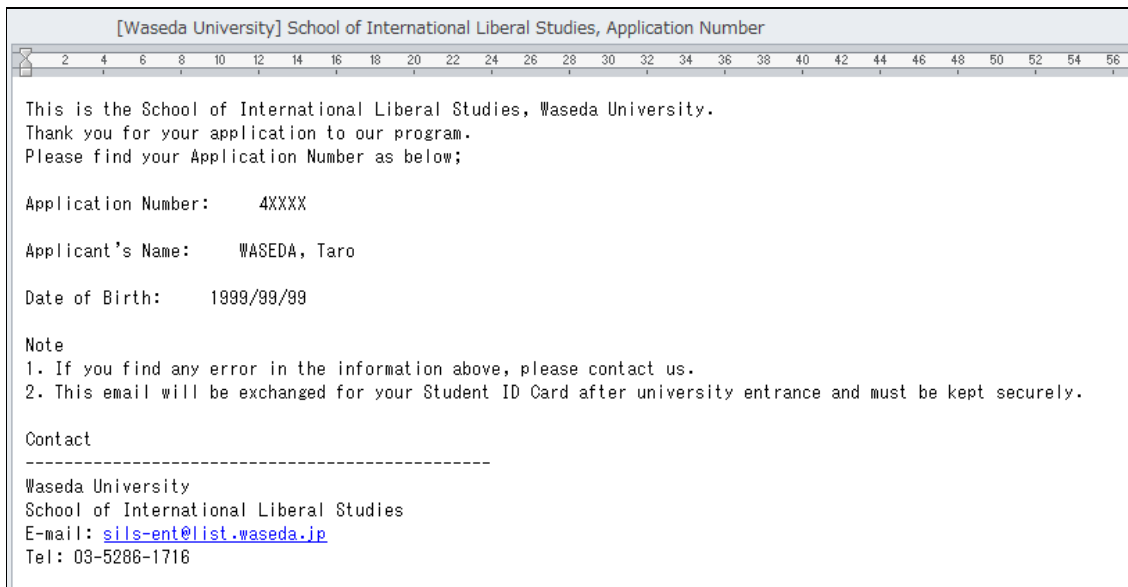 [Waseda University] School of International Liberal Studies, Application Number
2 4 6 8 10 12 14 16 18 20 22 24 26 28 30 32 34 36 38 40 42 44 46 48 50 52 54 56
This is the School of International Liberal Studies, Waseda University.
Thank you for your application to our program.
Please find your Application Number as below;
Application Number: 4XXXX
Applicant's Name: WASEDA, Taro
Date of Birth: 1999/99/99
Note
1. If you find any error in the information above, please contact us.
2. This email will be exchanged for your Student ID Card after university entrance and must be kept securely.
Contact
------------------------------------------------
Waseda University
School of International Liberal Studies
E-mail: sils-ent@list.waseda.jp
Tel: 03-5286-1716